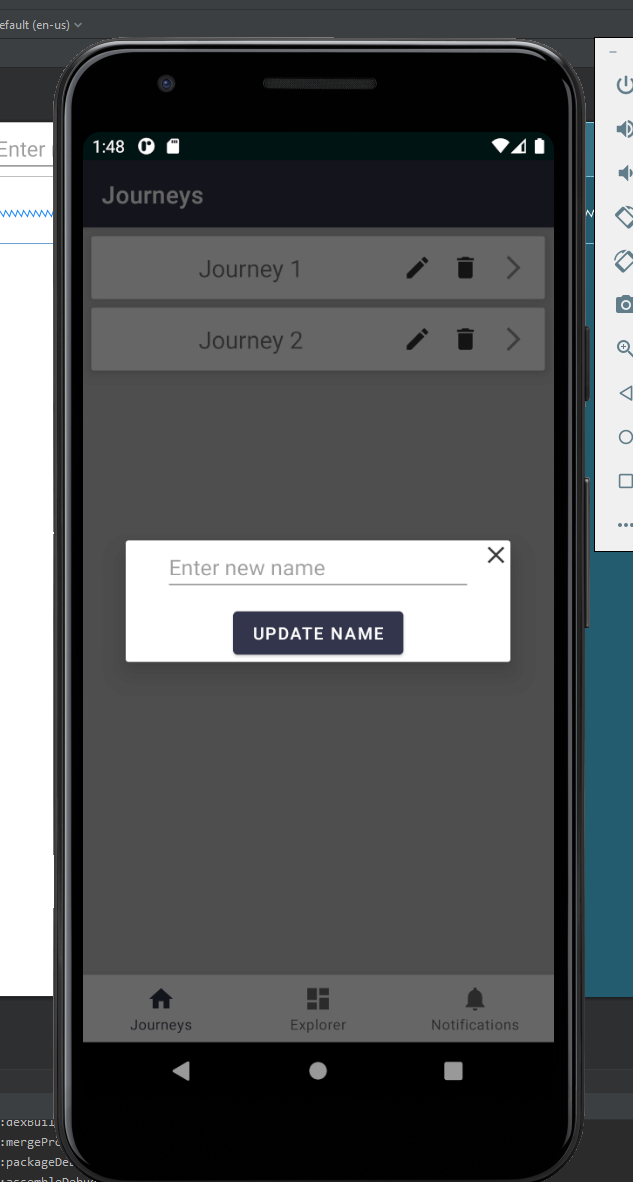 efault (en-us)
Enter
1:48
Journeys
Journey 1
Journey 2
Enter new name
UPDATE NAME
Journeys
Explorer
Notifications
:dexBuil
:mergePro
:packageDe
:assembleDebu